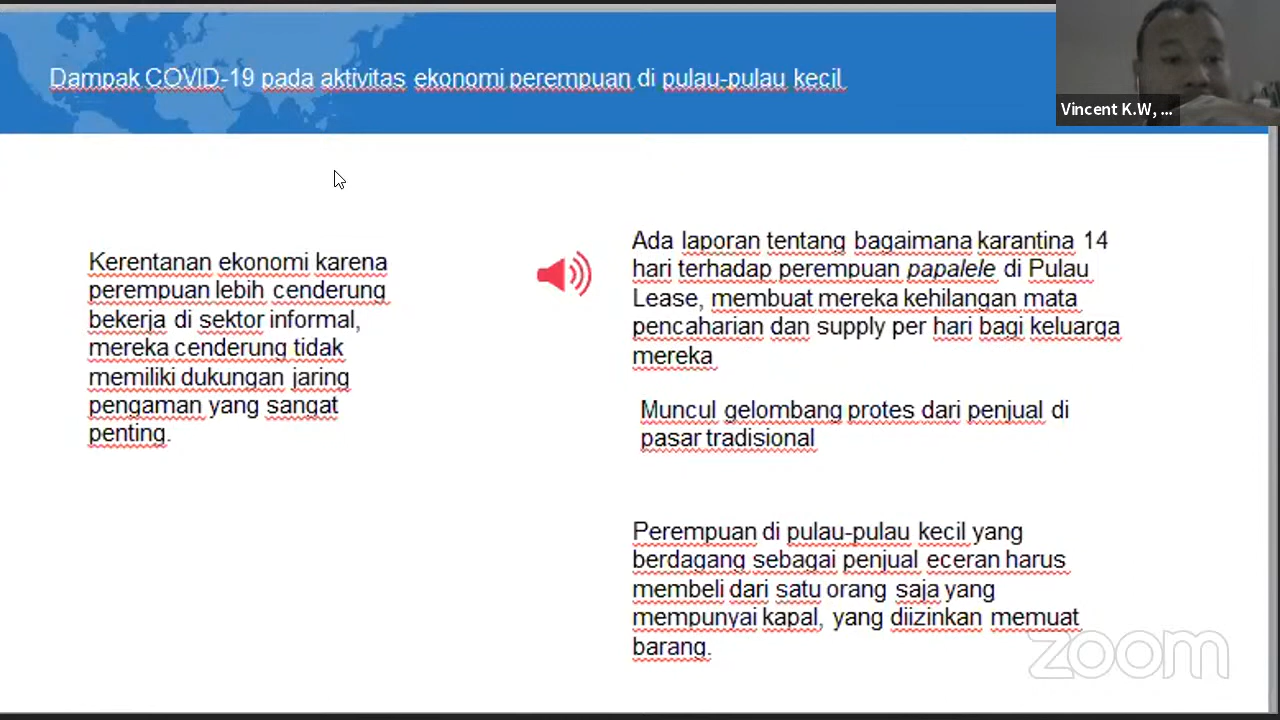 Dampak COVID-19 pada aktivitas ekonomi perempuan di pulau-pulau kecil
Vincent K.W, ...
Kerentanan ekonomi karena
perempuan lebih cenderung
bekerja di sektor informal,
mereka cenderung tidak
memiliki dukungan jaring
pengaman yang sangat
penting.
Ada laporan tentang bagaimana karantina 14
hari terhadap perempuan papalele di Pulau
Lease, membuat mereka kehilangan mata
pencaharian dan supply per hari bagi keluarga
mereka
Muncul gelombang protes dari penjual di
pasar tradisional
Perempuan di pulau-pulau kecil yang
berdagang sebagai penjual eceran harus
membeli dari satu orang saja yang
mempunyai kapal, yang diizinkan memuat
barang.
zoom